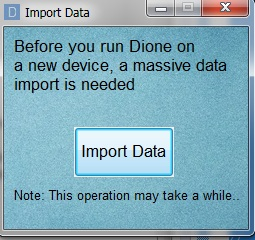 D Import Data
Before you run Dione on
a new device, a massive data
import is needed
Import Data
Note: This operation may take a while..